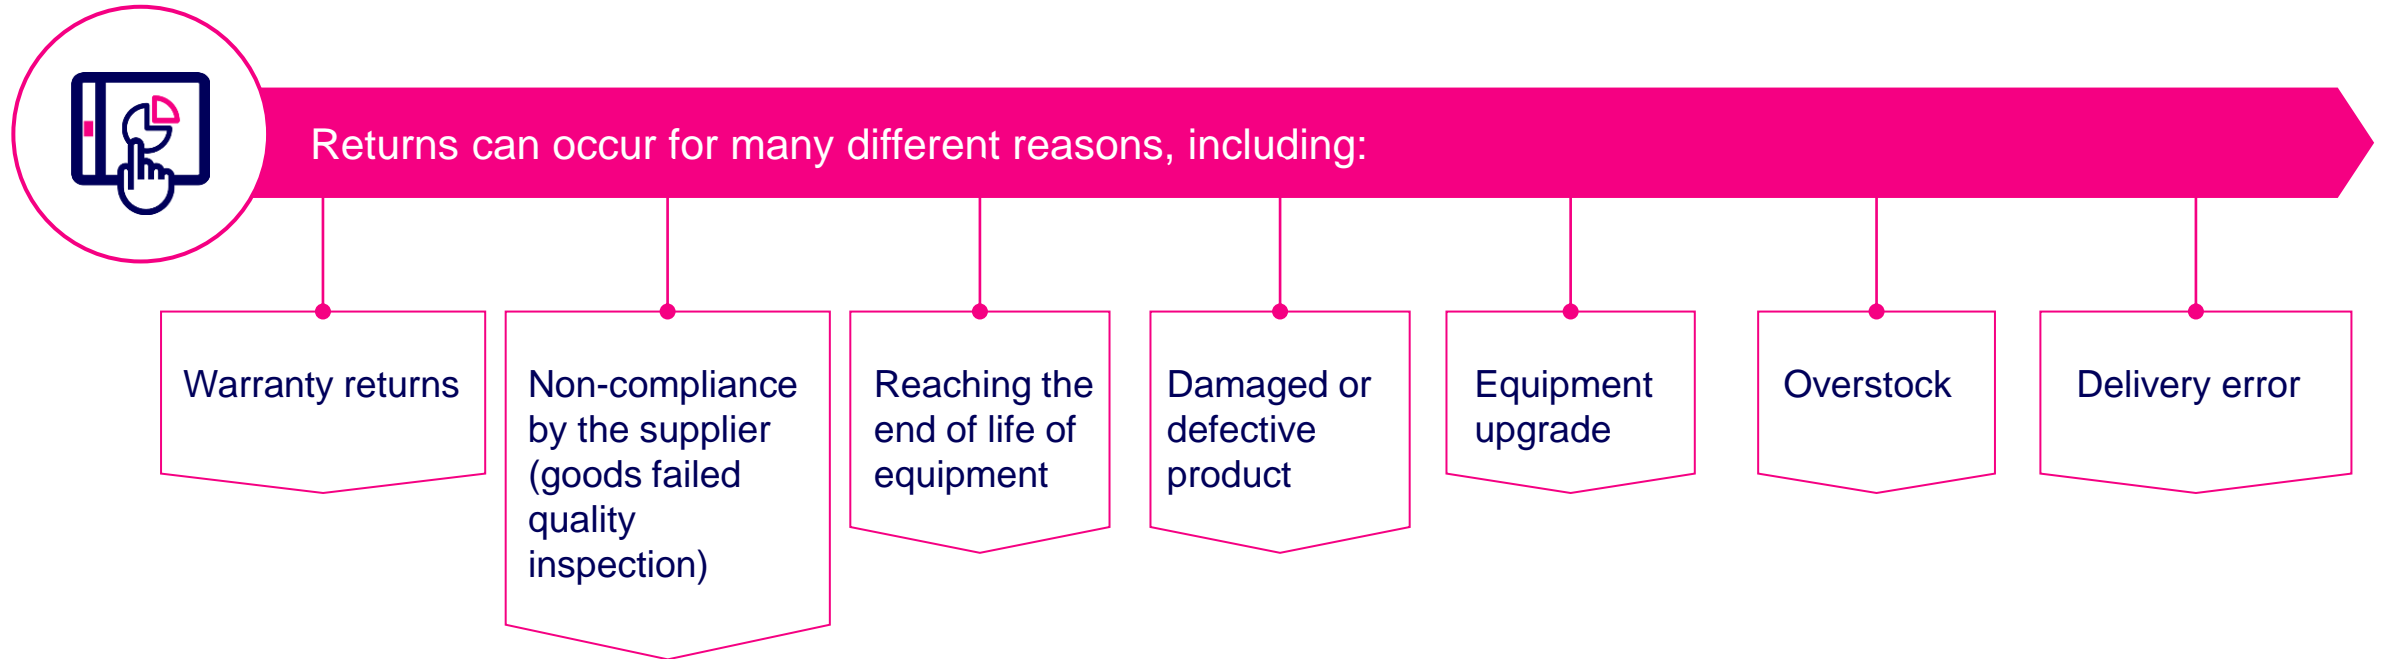 Returns can occur for many different reasons, including:
Warranty returns
Non-compliance
by the supplier
(goods failed
quality
inspection)
Reaching the
end of life of
equipment
Damaged or
defective
product
Equipment
upgrade
Overstock
Delivery error